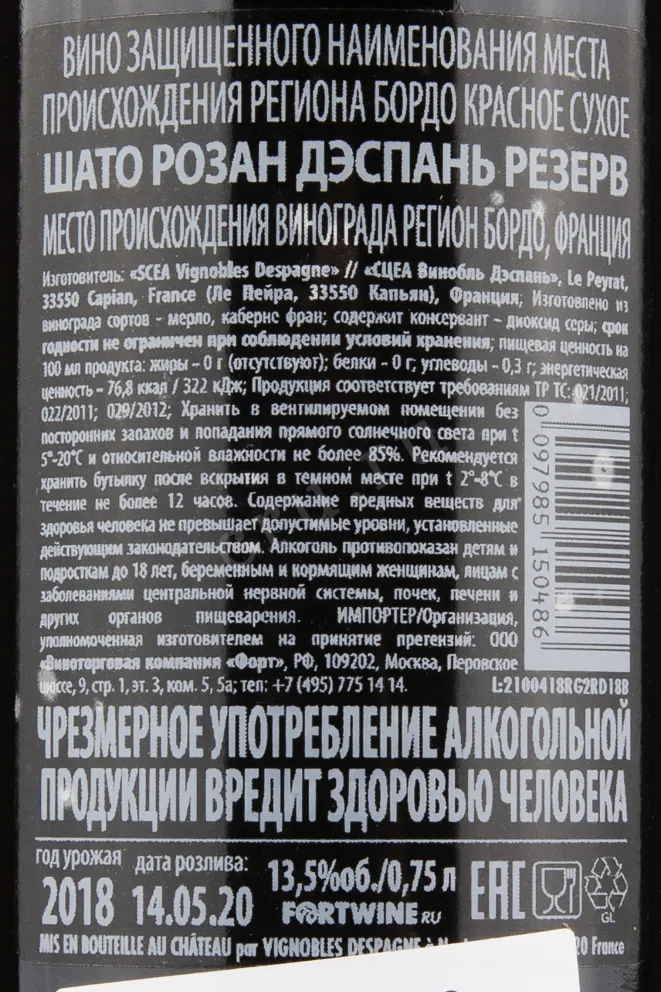 ВИНО ЗАЩИЩЕННОГО НАИМЕНОВАНИЯ МЕСТА
ПРОИСХОЖДЕНИЯ РЕГИОНА БОРДО КРАСНОЕ СУХОЕ
ШАТО РОЗАН ДЭСПАНЬ РЕЗЕРВ
МЕСТО ПРОИСХОЖДЕНИЯ ВИНОГРАДА РЕГИОН БОРДО, ФРАНЦИЯ
Изготовитель: «SCEA Vignobles Despagne» // «СЦЕА Винобль Дэспань», Le Peyrat,
33550 Capian, France (Ле Пейра, 33550 Капьян), Франция; Изготовлено из
винограда сортов - мерло, каберне фран; содержит консервант - диоксид серы; срок
годности не ограничен при соблюдении условий хранения; пищевая ценность на
100 мл продукта: жиры - 0 г (отсутствуют); белки - 0 г; углеводы - 0,3 г; энергетическая
ценность - 76,8 ккал / 322 кДж; Продукция соответствует требованиям ТР ТС: 021/2011;
022/2011; 029/2012; Хранить в вентилируемом помещении без
посторонних запахов и попадания прямого солнечного света при t
5°-20°C и относительной влажности не более 85%. Рекомендуется
хранить бутылку после вскрытия в темном месте при t 2°-8°C в
течение не более 12 часов. Содержание вредных веществ для
здоровья человека не превышает допустимые уровни, установленные
действующим законодательством. Алкоголь противопоказан детям и
подросткам до 18 лет, беременным и кормящим женщинам, лицам с
заболеваниями центральной нервной системы, почек, печени и
других органов пищеварения. ИМПОРТЕР/Организация,
уполномоченная изготовителем на принятие претензий: ООО
«Виноторговая компания «Форт», РФ, 109202, Москва, Перовское
шоссе, 9, стр. 1, эт. 3, ком. 5, 5а; тел: +7 (495) 775 14 14.
0 097985 150486
L:2100418RG2RD18B
ЧРЕЗМЕРНОЕ УПОТРЕБЛЕНИЕ АЛКОГОЛЬНОЙ
ПРОДУКЦИИ ВРЕДИТ ЗДОРОВЬЮ ЧЕЛОВЕКА
год урожая дата розлива:
2018 14.05.20
13,5%об./0,75 л
FORTWINE RU
EAC
GL
MIS EN BOUTEILLE AU CHÂTEAU par VIGNOBLES DESPAGNE à 20 France